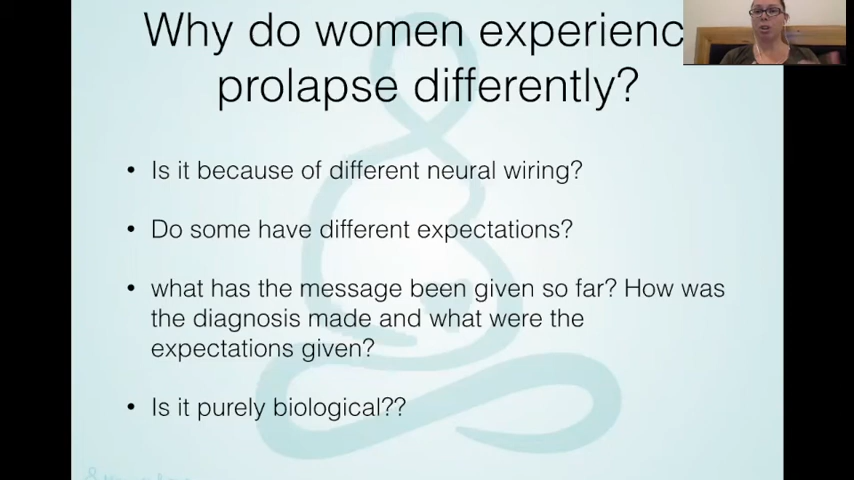 Why do women experienc
prolapse differently?
• Is it because of different neural wiring?
• Do some have different expectations?
• what has the message been given so far? How was
the diagnosis made and what were the
expectations given?
• Is it purely biological??